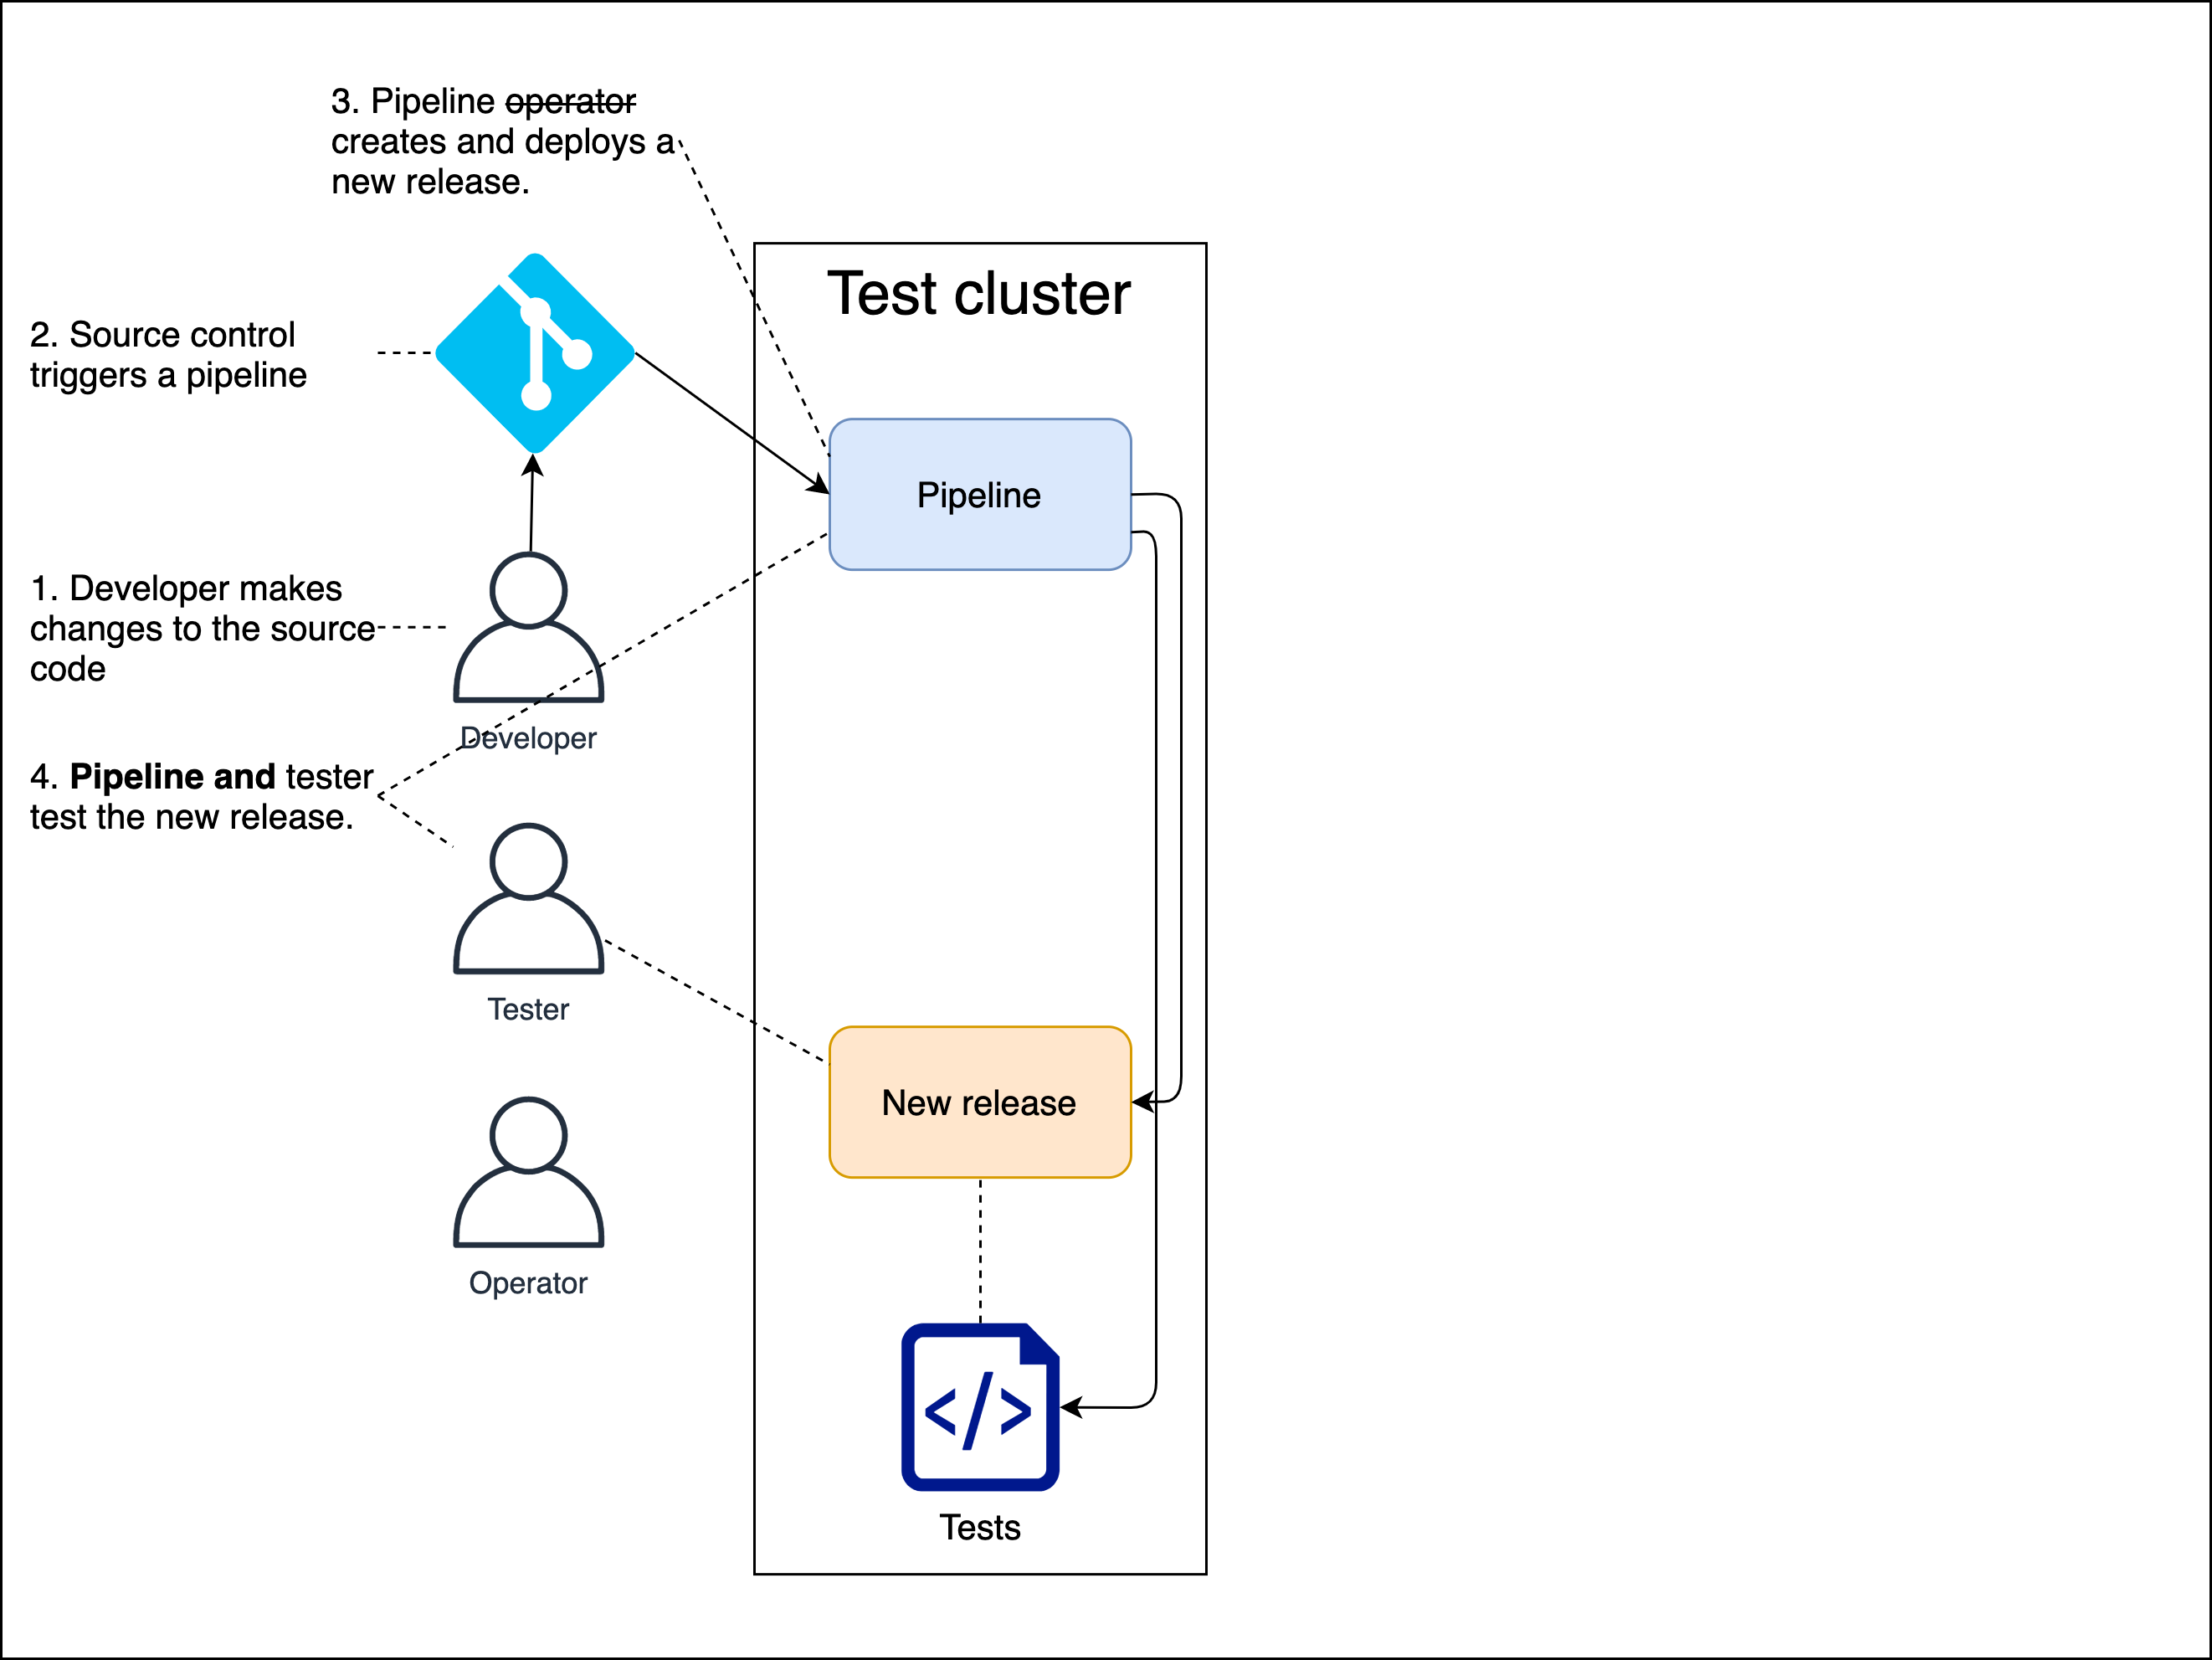 3. Pipeline operator
creates and deploys a
new release.
Test cluster
2. Source control
triggers a pipeline
Pipeline
1. Developer makes
changes to the source
code
Developer
4. Pipeline and tester
test the new release.
Tester
New release
Operator
</>
Tests